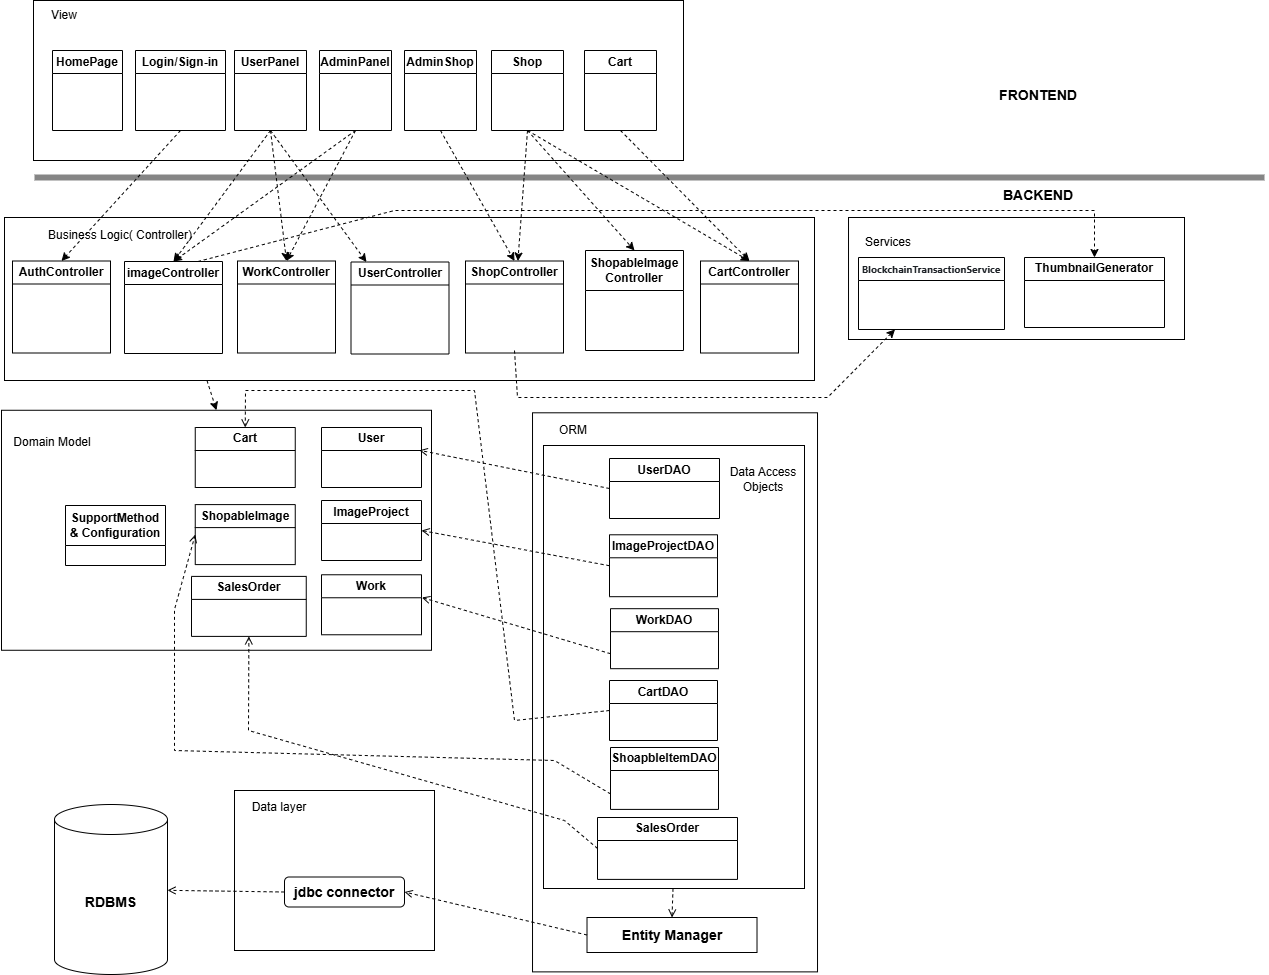 View
HomePage
Login/Sign-in
UserPanel
AdminPanel
AdminShop
Shop
Cart
FRONTEND
BACKEND
Business Logic( Controller)
AuthController
imageController
WorkController
UserController
ShopController
ShopableImage
Controller
CartController
Services
BlockchainTransactionService
ThumbnailGenerator
Domain Model
Cart
User
SupportMethod
& Configuration
ShopableImage
ImageProject
SalesOrder
Work
ORM
Data Access
Objects
UserDAO
ImageProjectDAO
WorkDAO
CartDAO
ShoapbleItemDAO
SalesOrder
Entity Manager
Data layer
jdbc connector
RDBMS